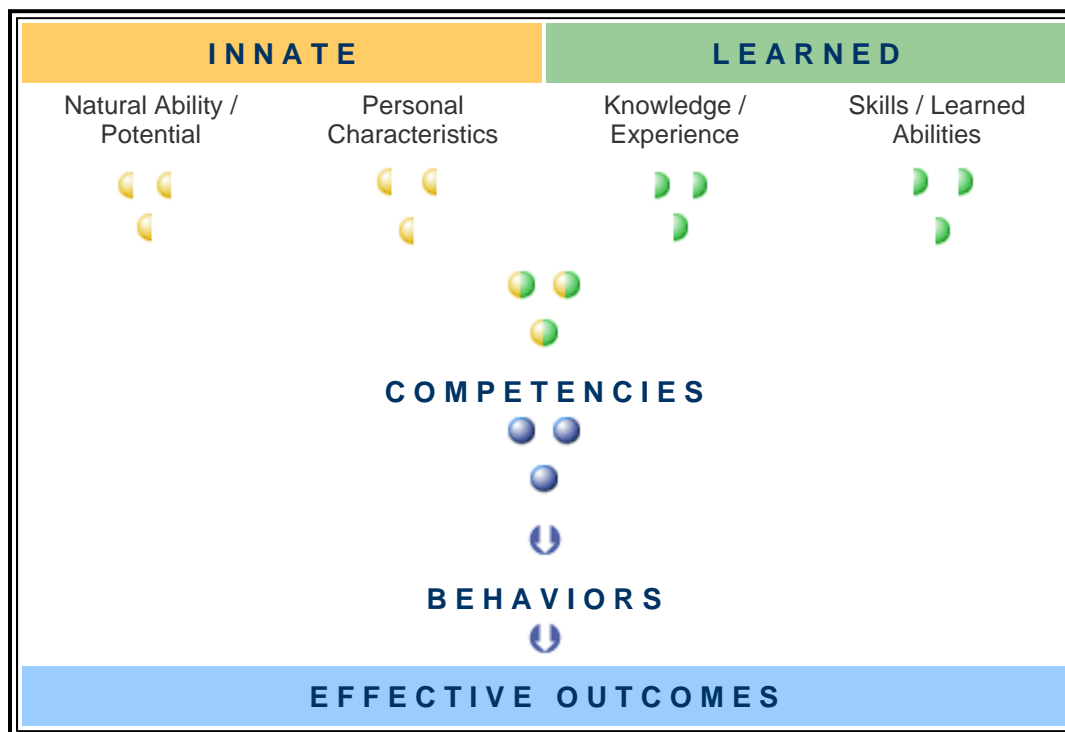 INNATE
LEARNED
Natural Ability /
Potential
Personal
Characteristics
Knowledge /
Experience
Skills / Learned
Abilities
COMPETENCIES
BEHAVIORS
EFFECTIVE OUTCOMES